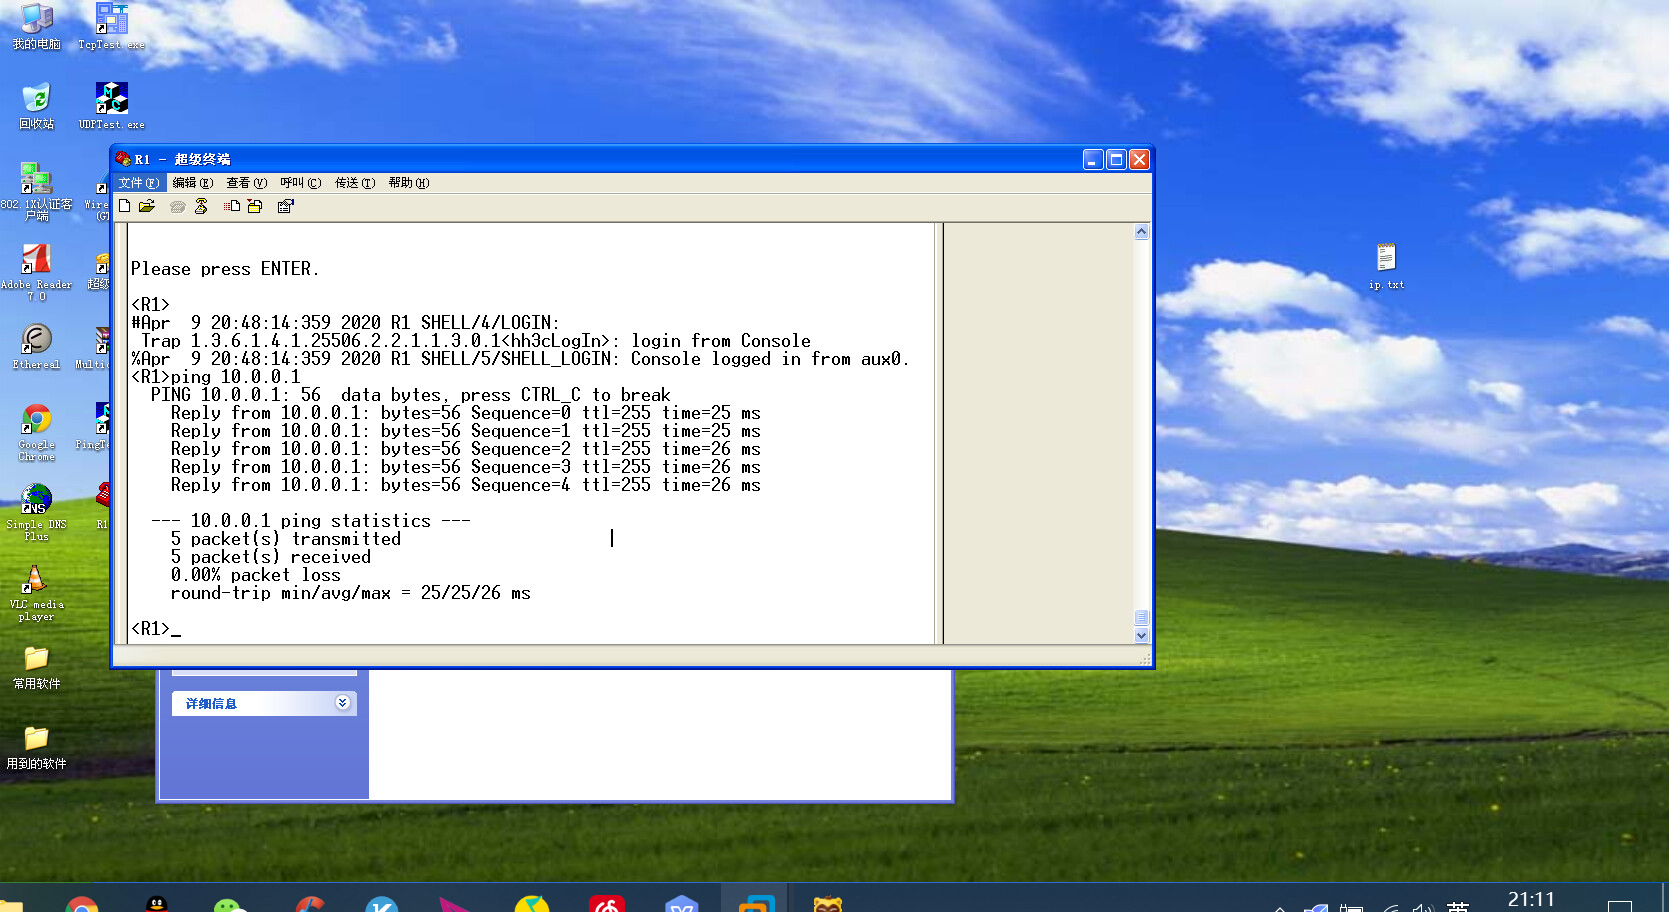 我的电脑
TcpTest.exe
回收站
UDPTest.exe
802.1X认证客
户端
Wire
(GT
Adobe Reader
7.0
超级
Ethereal
Multic
Google
Chrome
PingTe
Simple DNS
Plus
R1
VLC media
player
常用软件
用到的软件
R1 - 超级终端
文件(F) 编辑(E) 查看(V) 呼叫(C) 传送(T) 帮助(H)
Please press ENTER.
<R1>
#Apr  9 20:48:14:359 2020 R1 SHELL/4/LOGIN:
 Trap 1.3.6.1.4.1.25506.2.2.1.1.3.0.1<hh3cLogIn>: login from Console
%Apr  9 20:48:14:359 2020 R1 SHELL/5/SHELL_LOGIN: Console logged in from aux0.
<R1>ping 10.0.0.1
  PING 10.0.0.1: 56  data bytes, press CTRL_C to break
    Reply from 10.0.0.1: bytes=56 Sequence=0 ttl=255 time=25 ms
    Reply from 10.0.0.1: bytes=56 Sequence=1 ttl=255 time=25 ms
    Reply from 10.0.0.1: bytes=56 Sequence=2 ttl=255 time=26 ms
    Reply from 10.0.0.1: bytes=56 Sequence=3 ttl=255 time=26 ms
    Reply from 10.0.0.1: bytes=56 Sequence=4 ttl=255 time=26 ms
  --- 10.0.0.1 ping statistics ---
    5 packet(s) transmitted
    5 packet(s) received
    0.00% packet loss
    round-trip min/avg/max = 25/25/26 ms
<R1>_
详细信息
ip.txt
英
21:11